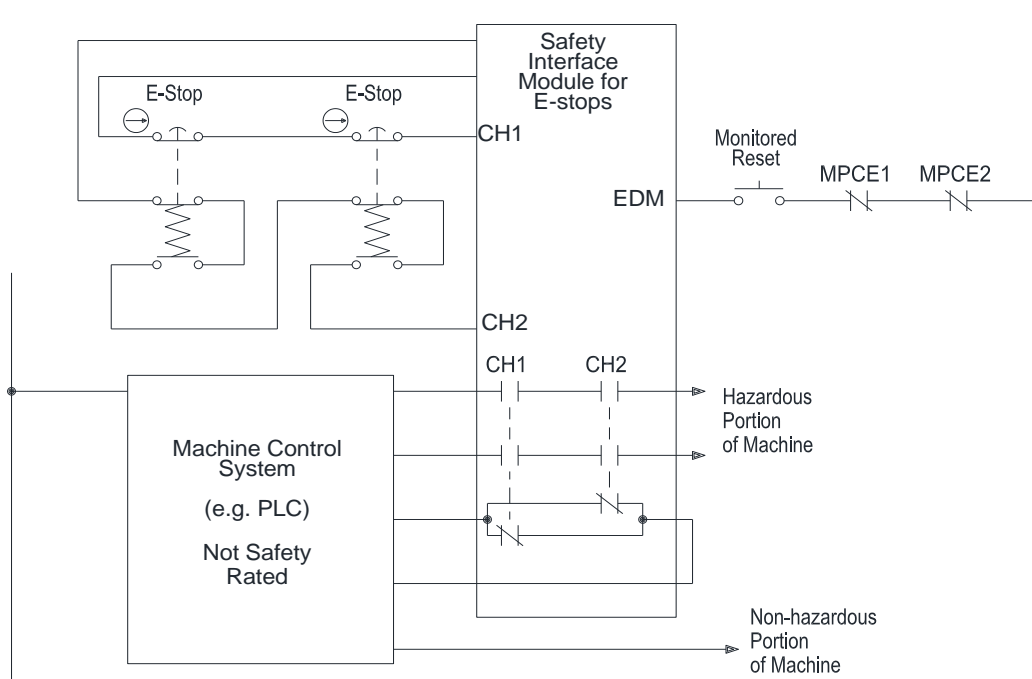 Safety
Interface
Module for
E-stops
E-Stop
E-Stop
CH1
Monitored
Reset
MPCE1
MPCE2
EDM
CH2
CH1
CH2
Hazardous
Portion
of Machine
Machine Control
System
(e.g. PLC)
Not Safety
Rated
Non-hazardous
Portion
of Machine